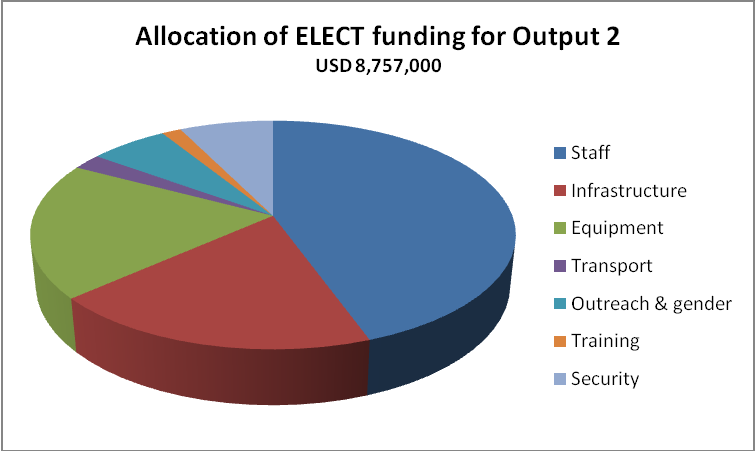 Allocation of ELECT funding for Output 2
USD 8,757,000
Staff
Infrastructure
Equipment
Transport
Outreach & gender
Training
Security